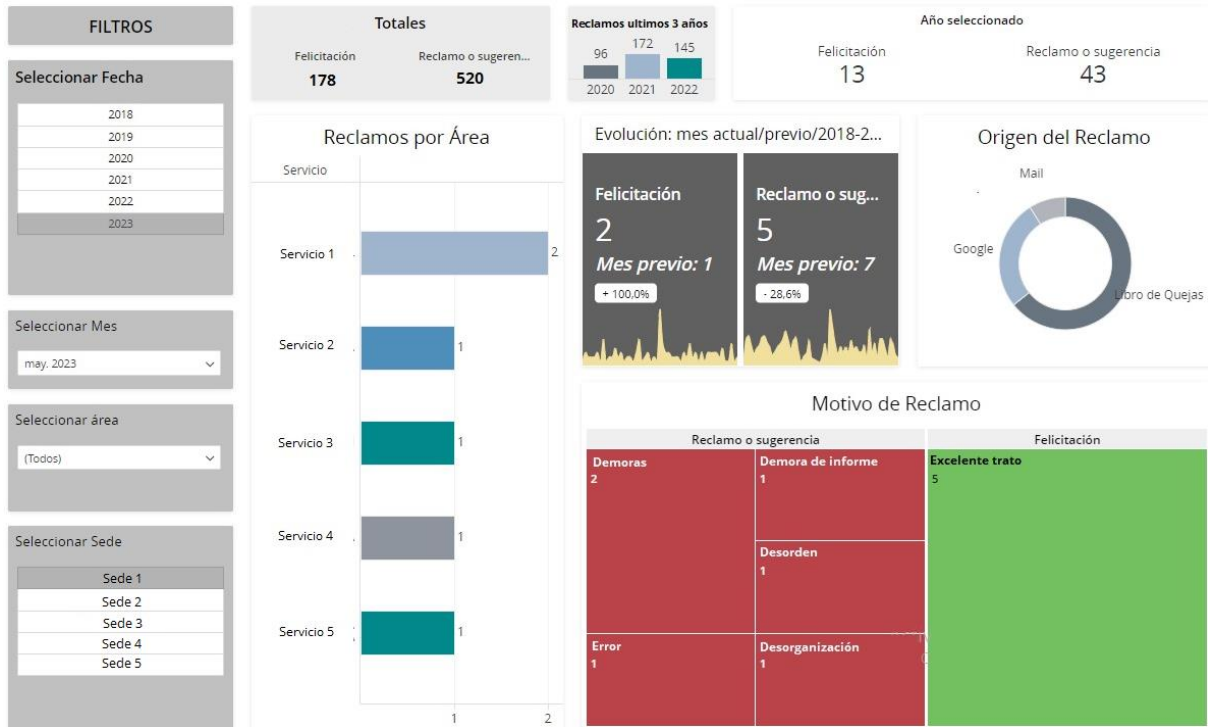 FILTROS
Seleccionar Fecha
2018
2019
2020
2021
2022
2023
Seleccionar Mes
may. 2023
Seleccionar área
(Todos)
Seleccionar Sede
Sede 1
Sede 2
Sede 3
Sede 4
Sede 5
Totales
Felicitación
178
Reclamo o sugeren...
520
Reclamos ultimos 3 años
96 172 145
2020 2021 2022
Año seleccionado
Felicitación
13
Reclamo o sugerencia
43
Reclamos por Área
Servicio
Servicio 1 2
Servicio 2 1
Servicio 3 1
Servicio 4 1
Servicio 5 1
1 2
Evolución: mes actual/previo/2018-2...
Felicitación
2
Mes previo: 1
+ 100,0%
Reclamo o sug...
5
Mes previo: 7
- 28,6%
Origen del Reclamo
Mail
Google
Libro de Quejas
Motivo de Reclamo
Reclamo o sugerencia
Felicitación
Demoras
2
Demora de informe
1
Desorden
1
Error
1
Desorganización
1
Excelente trato
5